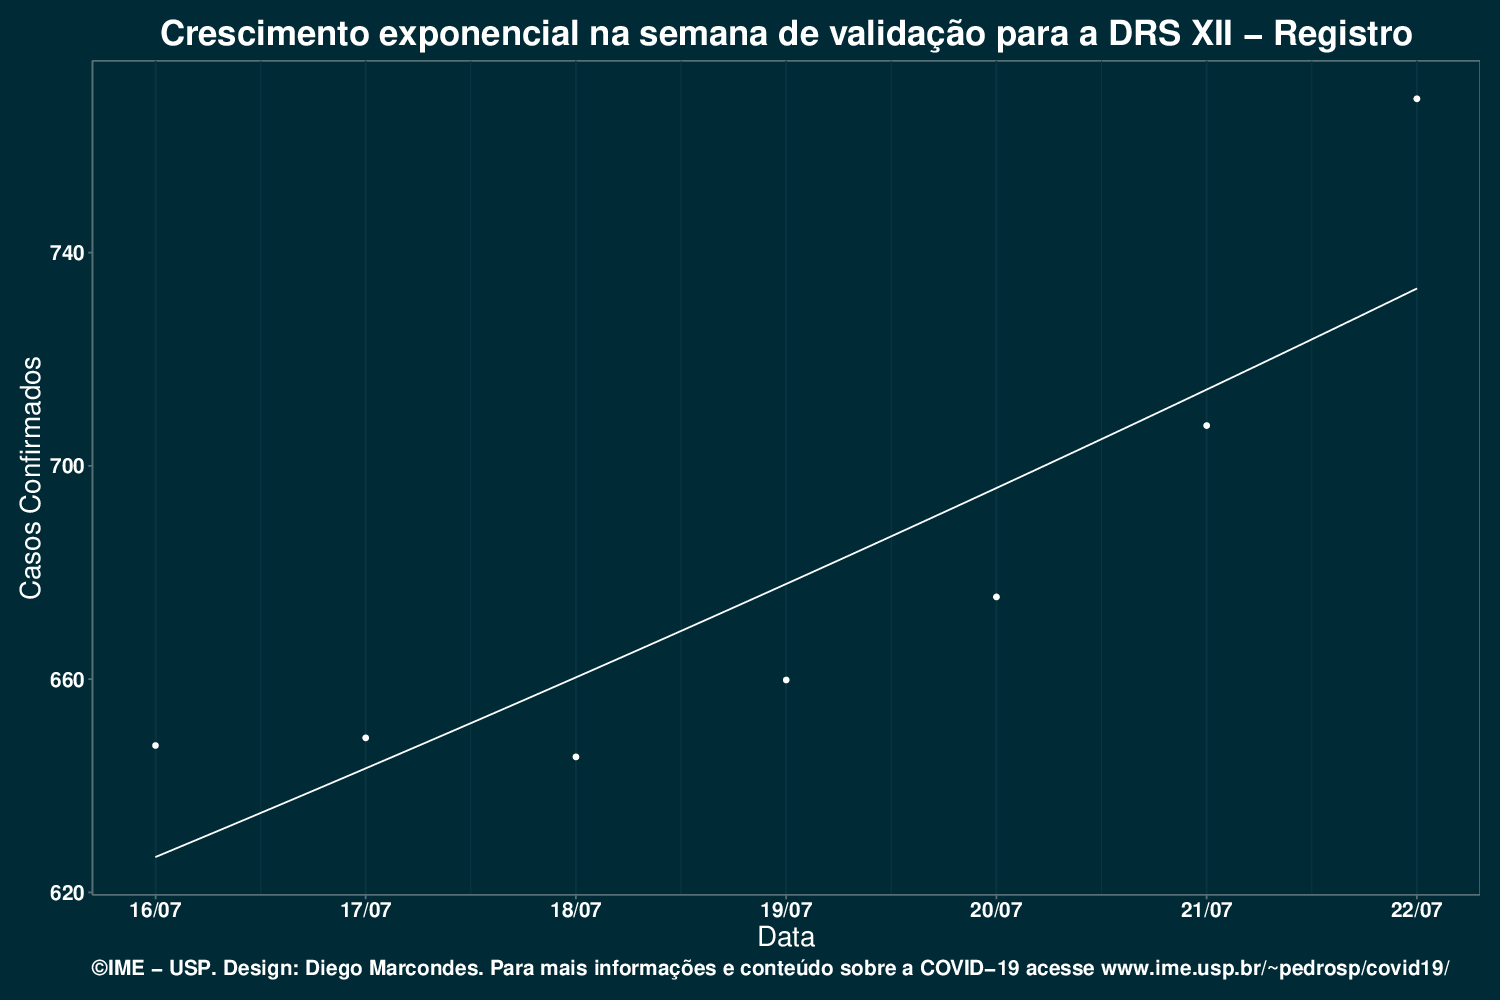 Crescimento exponencial na semana de validação para a DRS XII – Registro
740
700
660
620
Casos Confirmados
16/07 17/07 18/07 19/07 20/07 21/07 22/07
Data
©IME – USP. Design: Diego Marcondes. Para mais informações e conteúdo sobre a COVID–19 acesse www.ime.usp.br/~pedrosp/covid19/